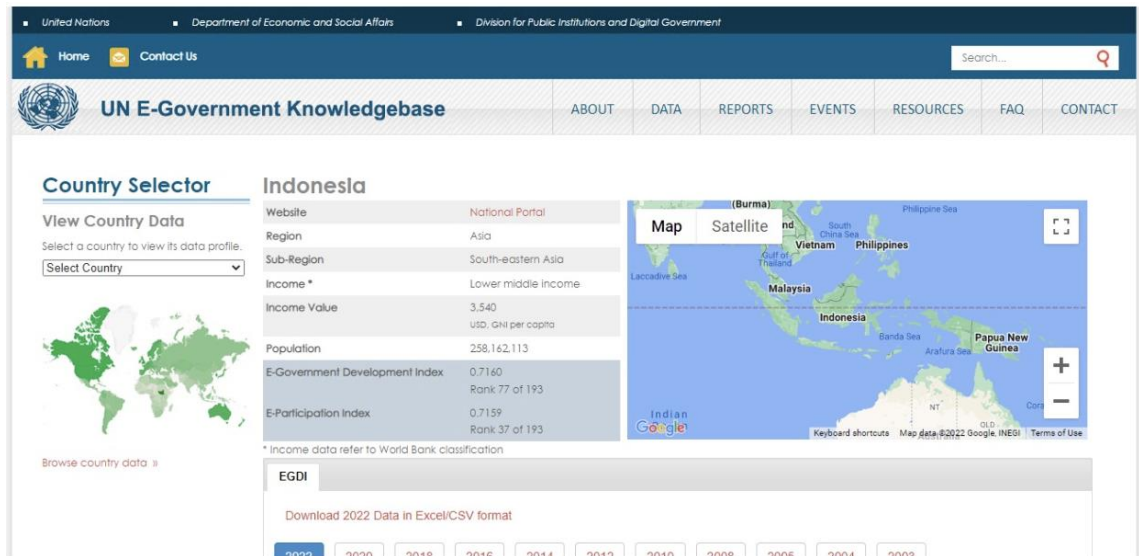 United Nations
Department of Economic and Social Affairs
Division for Public Institutions and Digital Government
Home
Contact Us
Search...
UN E-Government Knowledgebase
ABOUT
DATA
REPORTS
EVENTS
RESOURCES
FAQ
CONTACT
Country Selector
View Country Data
Select a country to view its data profile.
Select Country
Browse country data »
Indonesia
Website National Portal
Region Asia
Sub-Region South-eastern Asia
Income * Lower middle income
Income Value 3,540
USD, GNI per capita
Population 258,162,113
E-Government Development Index 0.7160
Rank 77 of 193
E-Participation Index 0.7159
Rank 37 of 193
* Income data refer to World Bank classification
Map
Satellite
(Burma)
nd
South
China Sea
Philippine Sea
Vietnam
Philippines
Gulf of
Thailand
Laccadive Sea
Malaysia
Indonesia
Banda Sea
Papua New
Guinea
Arafura Sea
Indian
NT
QLD
Cora
Google
Keyboard shortcuts
Map data ©2022 Google, INEGI
Terms of Use
EGDI
Download 2022 Data in Excel/CSV format
2022 2020 2018 2016 2014 2012 2010 2008 2005 2004 2003